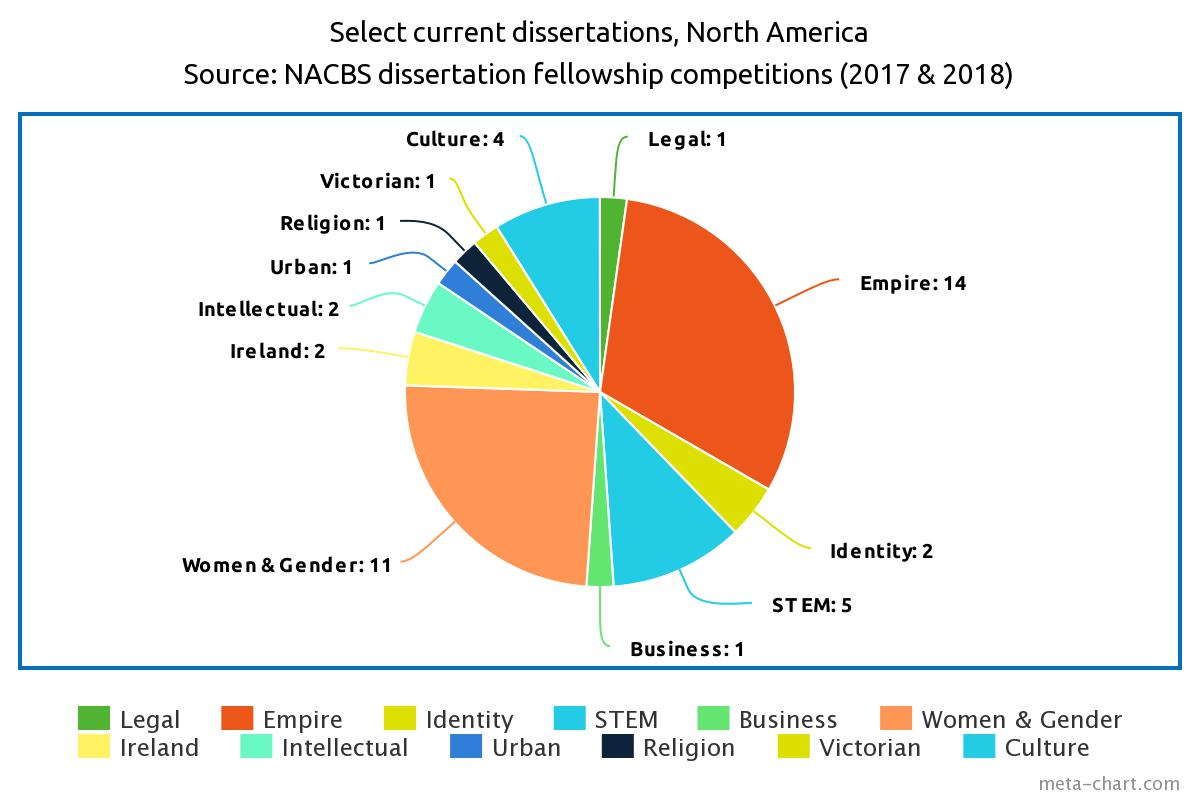 Select current dissertations, North America
Source: NACBS dissertation fellowship competitions (2017 & 2018)
Culture: 4
Legal: 1
Victorian: 1
Religion: 1
Urban: 1
Empire: 14
Intellectual: 2
Ireland: 2
Identity: 2
Women & Gender: 11
STEM: 5
Business: 1
Legal Empire Identity STEM Business Women & Gender
Ireland Intellectual Urban Religion Victorian Culture
meta-chart.com